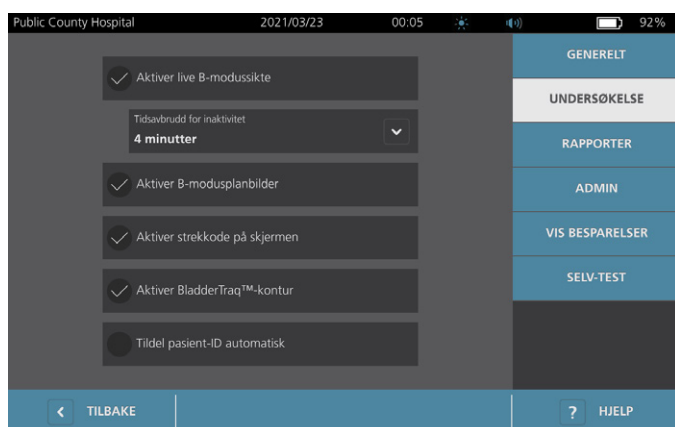 Public County Hospital 2021/03/23 00:05 92%
Aktiver live B-modussikte
Tidsavbrudd for inaktivitet
4 minutter
Aktiver B-modusplanbilder
Aktiver strekkode på skjermen
Aktiver BladderTraq™-kontur
Tildel pasient-ID automatisk
GENERELT
UNDERSØKELSE
RAPPORTER
ADMIN
VIS BESPARELSER
SELV-TEST
TILBAKE
? HJELP